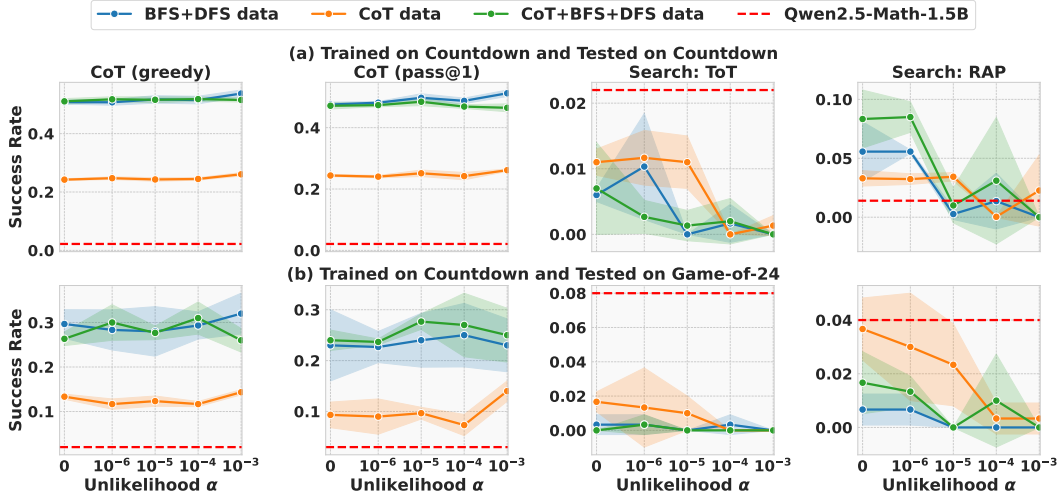 BFS+DFS data CoT data CoT+BFS+DFS data Qwen2.5-Math-1.5B
(a) Trained on Countdown and Tested on Countdown
CoT (greedy) CoT (pass@1) Search: ToT Search: RAP
Success Rate
0.4
0.2
0.0
0.4
0.2
0.0
0.02
0.01
0.00
0.10
0.05
0.00
(b) Trained on Countdown and Tested on Game-of-24
Success Rate
0.3
0.2
0.1
0.3
0.2
0.1
0.08
0.06
0.04
0.02
0.00
0.04
0.02
0.00
0 10⁻⁶ 10⁻⁵ 10⁻⁴ 10⁻³
0 10⁻⁶ 10⁻⁵ 10⁻⁴ 10⁻³
0 10⁻⁶ 10⁻⁵ 10⁻⁴ 10⁻³
0 10⁻⁶ 10⁻⁵ 10⁻⁴ 10⁻³
Unlikelihood α Unlikelihood α Unlikelihood α Unlikelihood α